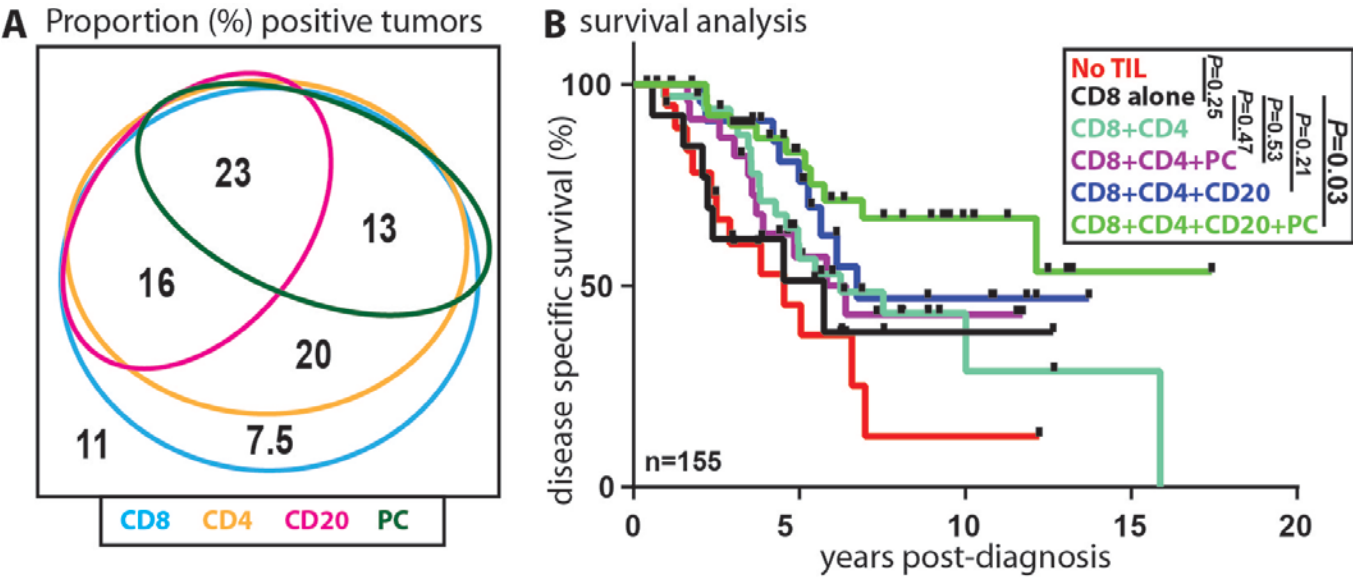 A Proportion (%) positive tumors
23
13
16
20
7.5
11
CD8 CD4 CD20 PC
B survival analysis
disease specific survival (%)
100
50
0
n=155
0 5 10 15 20
years post-diagnosis
No TIL
CD8 alone
CD8+CD4
CD8+CD4+PC
CD8+CD4+CD20
CD8+CD4+CD20+PC
P=0.25
P=0.47
P=0.53
P=0.21
P=0.03